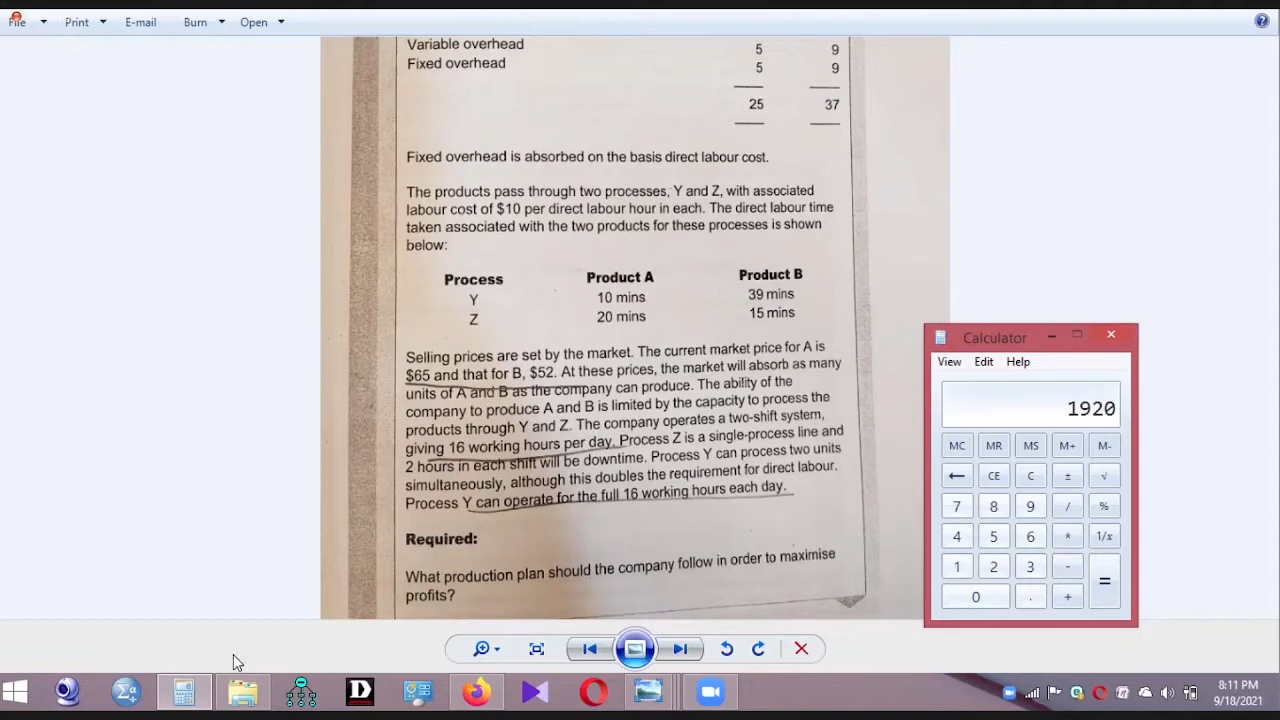 File Print E-mail Burn Open
Variable overhead 5 9
Fixed overhead 5 9
25 37
Fixed overhead is absorbed on the basis direct labour cost.
The products pass through two processes, Y and Z, with associated
labour cost of $10 per direct labour hour in each. The direct labour time
taken associated with the two products for these processes is shown
below:
Process Product A Product B
Y 10 mins 39 mins
Z 20 mins 15 mins
Selling prices are set by the market. The current market price for A is
$65 and that for B, $52. At these prices, the market will absorb as many
units of A and B as the company can produce. The ability of the
company to produce A and B is limited by the capacity to process the
products through Y and Z. The company operates a two-shift system,
giving 16 working hours per day. Process Z is a single-process line and
2 hours in each shift will be downtime. Process Y can process two units
simultaneously, although this doubles the requirement for direct labour.
Process Y can operate for the full 16 working hours each day.
Required:
What production plan should the company follow in order to maximise
profits?
Calculator
View Edit Help
1920
MC MR MS M+ M-
← CE C ± √
7 8 9 / %
4 5 6 * 1/x
1 2 3 - =
0 . +
8:11 PM
9/18/2021